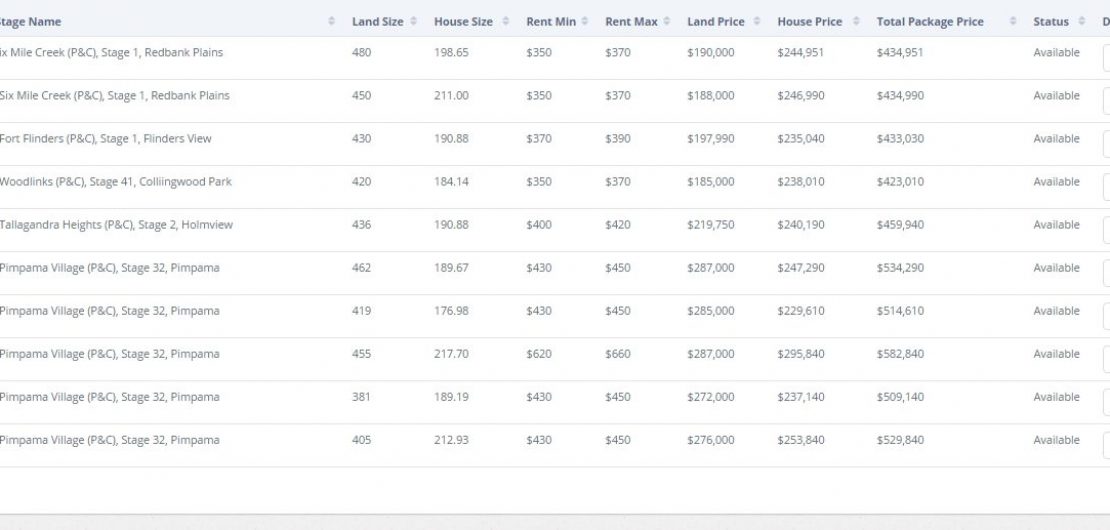 Stage Name Land Size House Size Rent Min Rent Max Land Price House Price Total Package Price Status D
ix Mile Creek (P&C), Stage 1, Redbank Plains 480 198.65 $350 $370 $190,000 $244,951 $434,951 Available
Six Mile Creek (P&C), Stage 1, Redbank Plains 450 211.00 $350 $370 $188,000 $246,990 $434,990 Available
Fort Flinders (P&C), Stage 1, Flinders View 430 190.88 $370 $390 $197,990 $235,040 $433,030 Available
Woodlinks (P&C), Stage 41, Colliingwood Park 420 184.14 $350 $370 $185,000 $238,010 $423,010 Available
Tallagandra Heights (P&C), Stage 2, Holmview 436 190.88 $400 $420 $219,750 $240,190 $459,940 Available
Pimpama Village (P&C), Stage 32, Pimpama 462 189.67 $430 $450 $287,000 $247,290 $534,290 Available
Pimpama Village (P&C), Stage 32, Pimpama 419 176.98 $430 $450 $285,000 $229,610 $514,610 Available
Pimpama Village (P&C), Stage 32, Pimpama 455 217.70 $620 $660 $287,000 $295,840 $582,840 Available
Pimpama Village (P&C), Stage 32, Pimpama 381 189.19 $430 $450 $272,000 $237,140 $509,140 Available
Pimpama Village (P&C), Stage 32, Pimpama 405 212.93 $430 $450 $276,000 $253,840 $529,840 Available